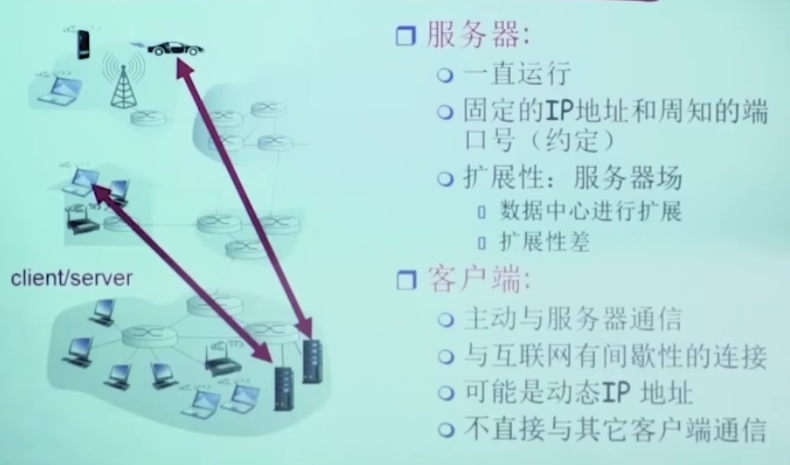 服务器:
一直运行
固定的IP地址和周知的端
口号（约定）
扩展性：服务器场
数据中心进行扩展
扩展性差
client/server
客户端:
主动与服务器通信
与互联网有间歇性的连接
可能是动态IP 地址
不直接与其它客户端通信